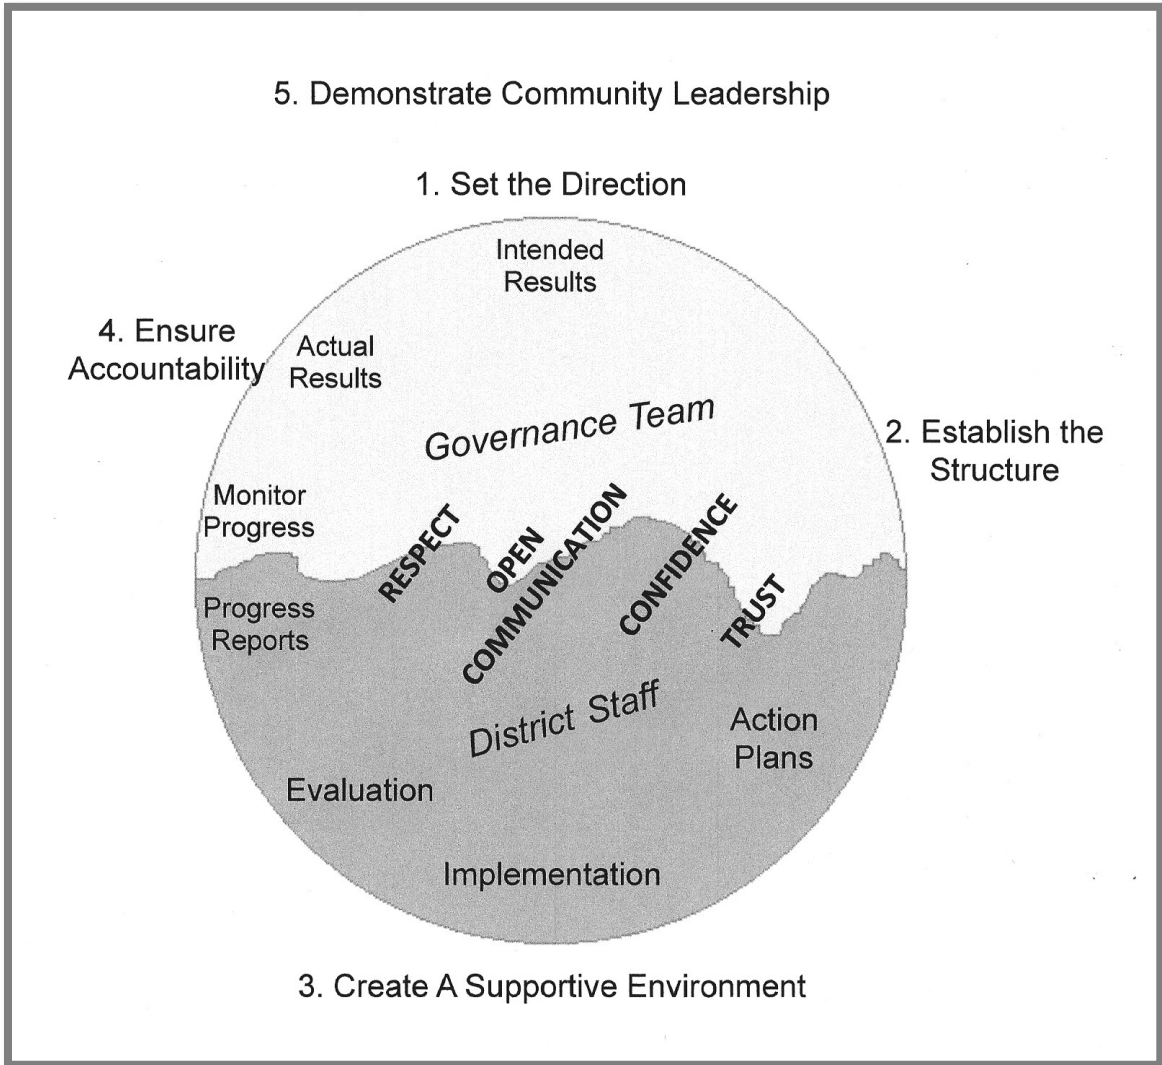 5. Demonstrate Community Leadership
1. Set the Direction
Intended
Results
4. Ensure
Accountability
Actual
Results
Governance Team
2. Establish the
Structure
Monitor
Progress
RESPECT
OPEN
COMMUNICATION
CONFIDENCE
TRUST
Progress
Reports
District Staff
Action
Plans
Evaluation
Implementation
3. Create A Supportive Environment